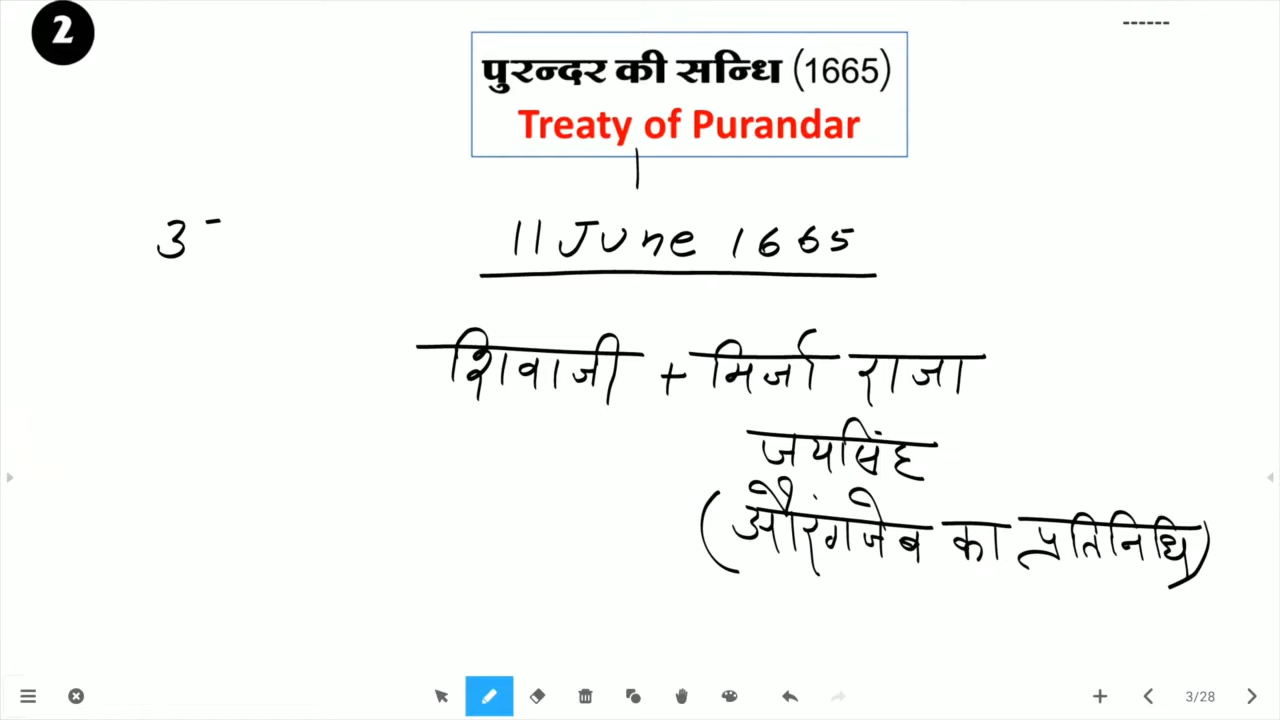 2
------
पुरन्दर की सन्धि (1665)
Treaty of Purandar
11 June 1665
3 -
शिवाजी + मिर्जा राजा
जयसिंह
(औरंगजेब का प्रतिनिधि)
3/28